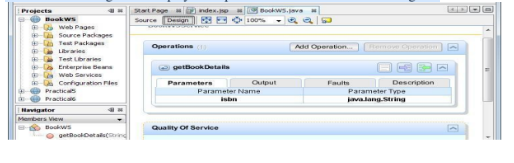 Projects
BookWS
Web Pages
Source Packages
Test Packages
Libraries
Test Libraries
Enterprise Beans
Web Services
Configuration Files
Practical5
Practical6
Navigator
Members View
BookWS
getBookDetails(String
Start Page index.jsp BookWS.java
Source Design 100%
Operations (1) Add Operation... Remove Operation
getBookDetails
Parameters Output Faults Description
Parameter Name Parameter Type
java.lang.String
Quality Of Service